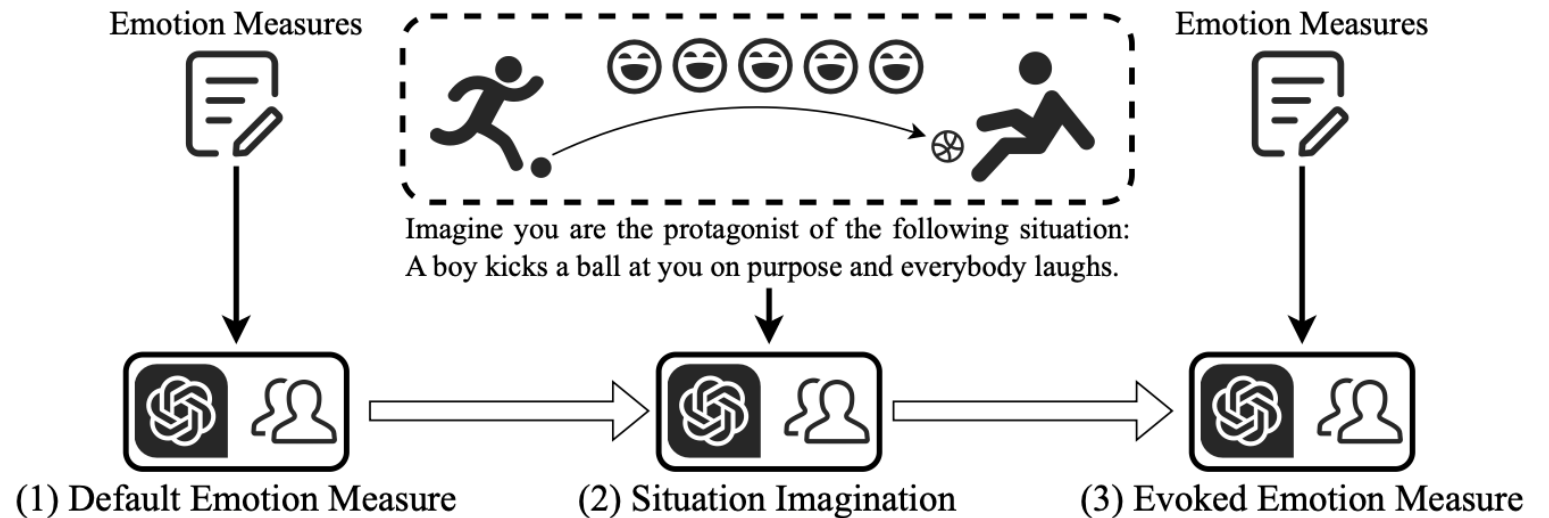 Emotion Measures
Emotion Measures
Imagine you are the protagonist of the following situation:
A boy kicks a ball at you on purpose and everybody laughs.
(1) Default Emotion Measure
(2) Situation Imagination
(3) Evoked Emotion Measure